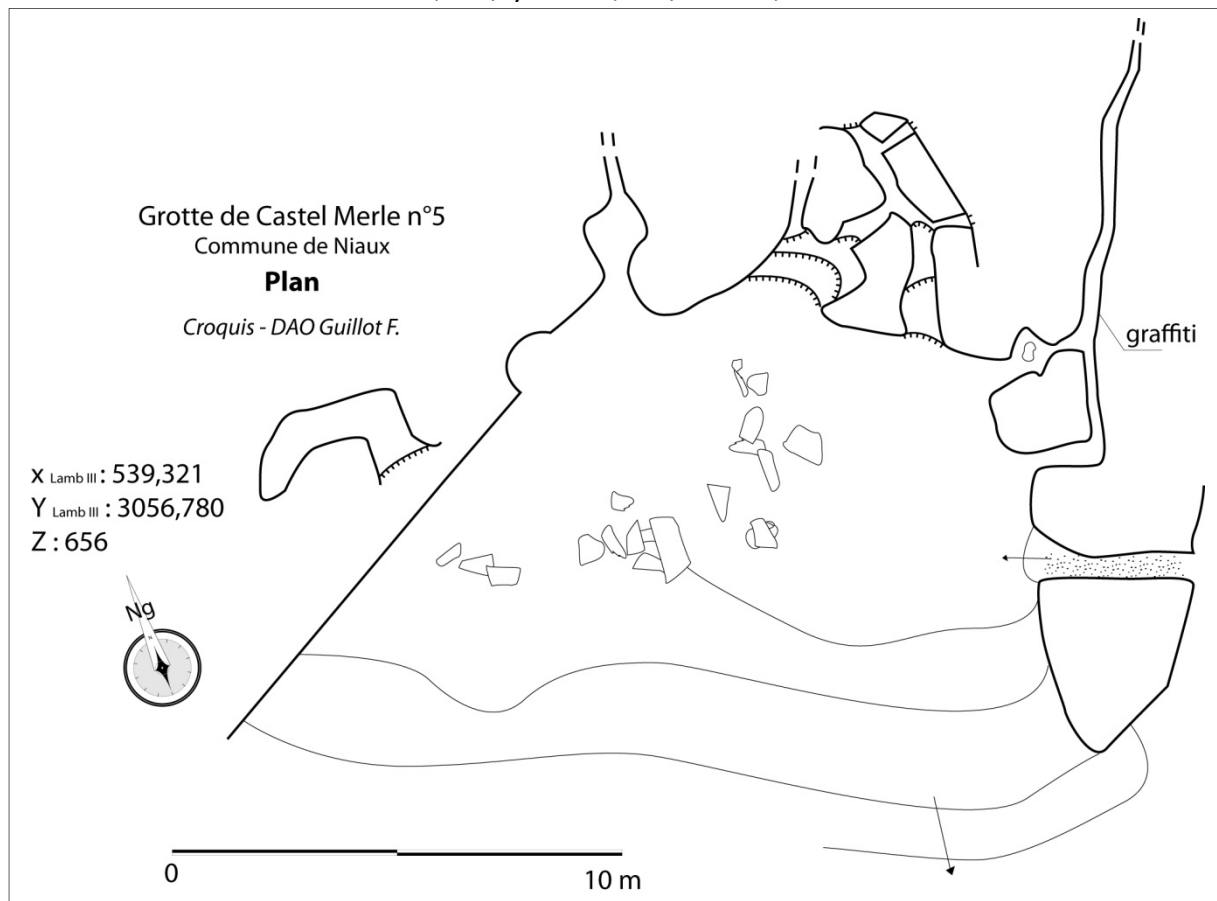 Grotte de Castel Merle n°5
Commune de Niaux
Plan
Croquis - DAO Guillot F.
graffiti
x Lamb III : 539,321
Y Lamb III : 3056,780
Z : 656
Ng
0 10 m